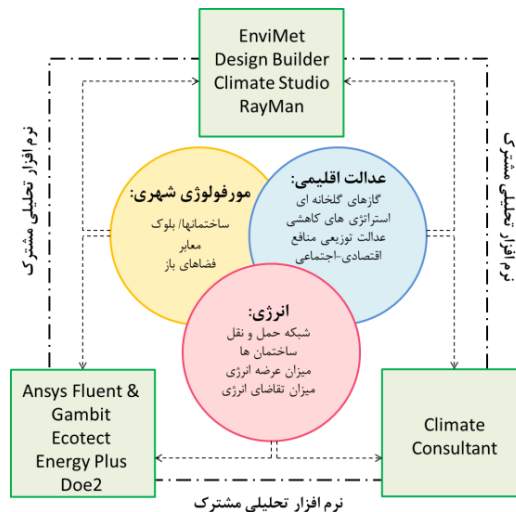 EnviMet
Design Builder
Climate Studio
RayMan
نرم افزار تحلیلی مشترک
نرم افزار تحلیلی مشترک
عدالت اقلیمی:
گازهای گلخانه ای
استراتژی های کاهشی
عدالت توزیعی منافع
اقتصادی-اجتماعی
مورفولوژی شهری:
ساختمانها/ بلوک
معابر
فضاهای باز
انرژی:
شبکه حمل و نقل
ساختمان ها
میزان عرضه انرژی
میزان تقاضای انرژی
Ansys Fluent &
Gambit
Ecotect
Energy Plus
Doe2
Climate
Consultant
نرم افزار تحلیلی مشترک